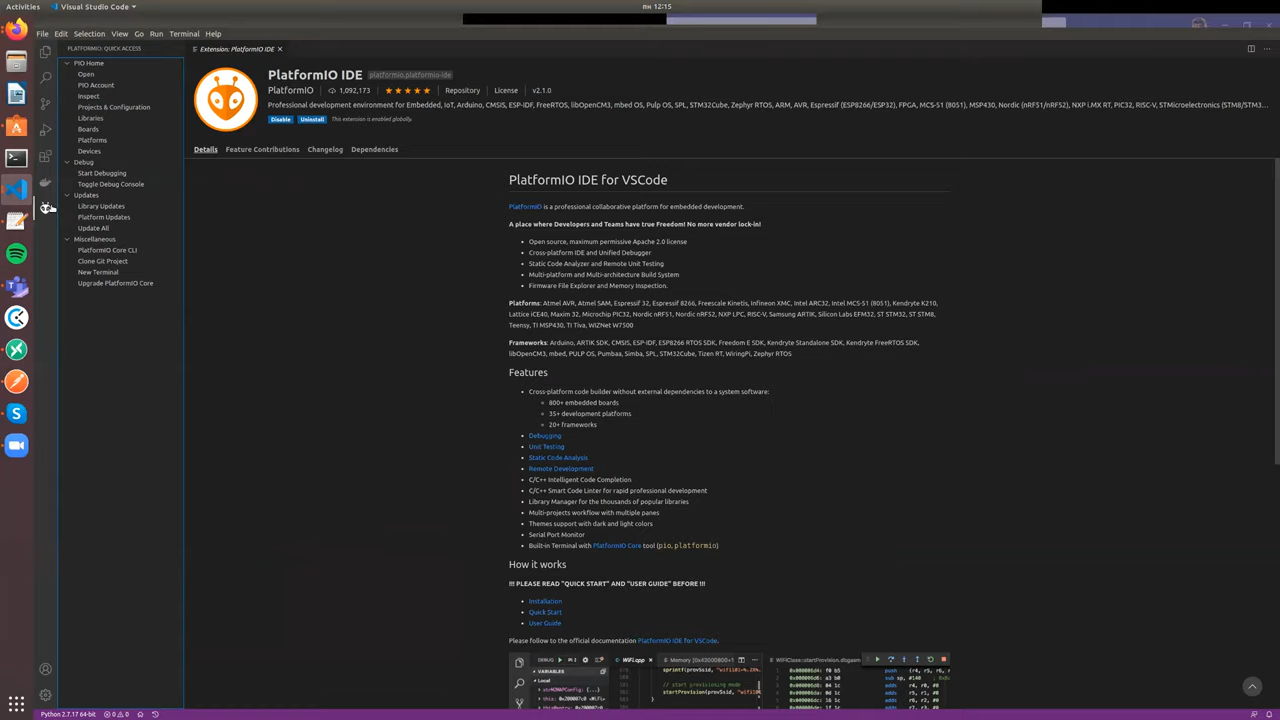 Activities
Visual Studio Code
пн 12:15
File Edit Selection View Go Run Terminal Help
PLATFORMIO: QUICK ACCESS
PIO Home
Open
PIO Account
Inspect
Projects & Configuration
Libraries
Boards
Platforms
Devices
Debug
Start Debugging
Toggle Debug Console
Updates
Library Updates
Platform Updates
Update All
Miscellaneous
PlatformIO Core CLI
Clone Git Project
New Terminal
Upgrade PlatformIO Core
Extension: PlatformIO IDE
PlatformIO IDE platformio.platformio-ide
PlatformIO 1,092,173 Repository License v2.1.0
Professional development environment for Embedded, IoT, Arduino, CMSIS, ESP-IDF, FreeRTOS, libOpenCM3, mbed OS, Pulp OS, SPL, STM32Cube, Zephyr RTOS, ARM, AVR, Espressif (ESP8266/ESP32), FPGA, MCS-51 (8051), MSP430, Nordic (nRF51/nRF52), NXP LMX RT, PIC32, RISC-V, STMicroelectronics (STM8/STM3...
Disable Uninstall This extension is enabled globally.
Details Feature Contributions Changelog Dependencies
PlatformIO IDE for VSCode
PlatformIO is a professional collaborative platform for embedded development.
A place where Developers and Teams have true Freedom! No more vendor lock-in!
• Open source, maximum permissive Apache 2.0 license
• Cross-platform IDE and Unified Debugger
• Static Code Analyzer and Remote Unit Testing
• Multi-platform and Multi-architecture Build System
• Firmware File Explorer and Memory Inspection.
Platforms: Atmel AVR, Atmel SAM, Espressif 32, Espressif 8266, Freescale Kinetis, Infineon XMC, Intel ARC32, Intel MCS-51 (8051), Kendryte K210,
Lattice iCE40, Maxim 32, Microchip PIC32, Nordic nRF51, Nordic nRF52, NXP LPC, RISC-V, Samsung ARTIK, Silicon Labs EFM32, ST STM32, ST STM8,
Teensy, TI MSP430, TI Tiva, WIZNet W7500
Frameworks: Arduino, ARTIK SDK, CMSIS, ESP-IDF, ESP8266 RTOS SDK, Freedom E SDK, Kendryte Standalone SDK, Kendryte FreeRTOS SDK,
libOpenCM3, mbed, PULP OS, Pumbaa, Simba, SPL, STM32Cube, Tizen RT, WiringPi, Zephyr RTOS
Features
• Cross-platform code builder without external dependencies to a system software:
800+ embedded boards
35+ development platforms
20+ frameworks
• Debugging
• Unit Testing
• Static Code Analysis
• Remote Development
• C/C++ Intelligent Code Completion
• C/C++ Smart Code Linter for rapid professional development
• Library Manager for the thousands of popular libraries
• Multi-projects workflow with multiple panes
• Themes support with dark and light colors
• Serial Port Monitor
• Built-in Terminal with PlatformIO Core tool (pio, platformio)
How it works
!!! PLEASE READ "QUICK START" AND "USER GUIDE" BEFORE !!!
• Installation
• Quick Start
• User Guide
Please follow to the official documentation PlatformIO IDE for VSCode.
DEBUG
VARIABLES
Local
WiFi.cpp
// start provisioning mode
Python 2.7.17 64-bit 0 0